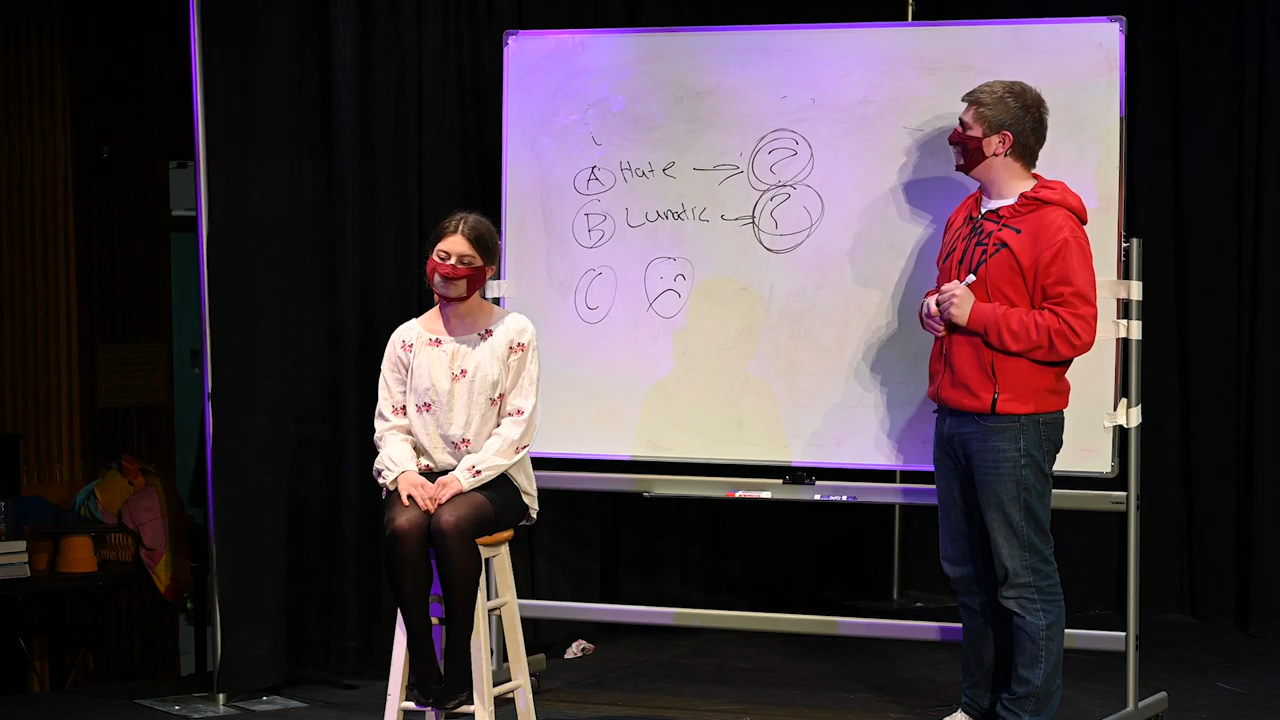 A Hate → ?
B Lunatic → ?
C